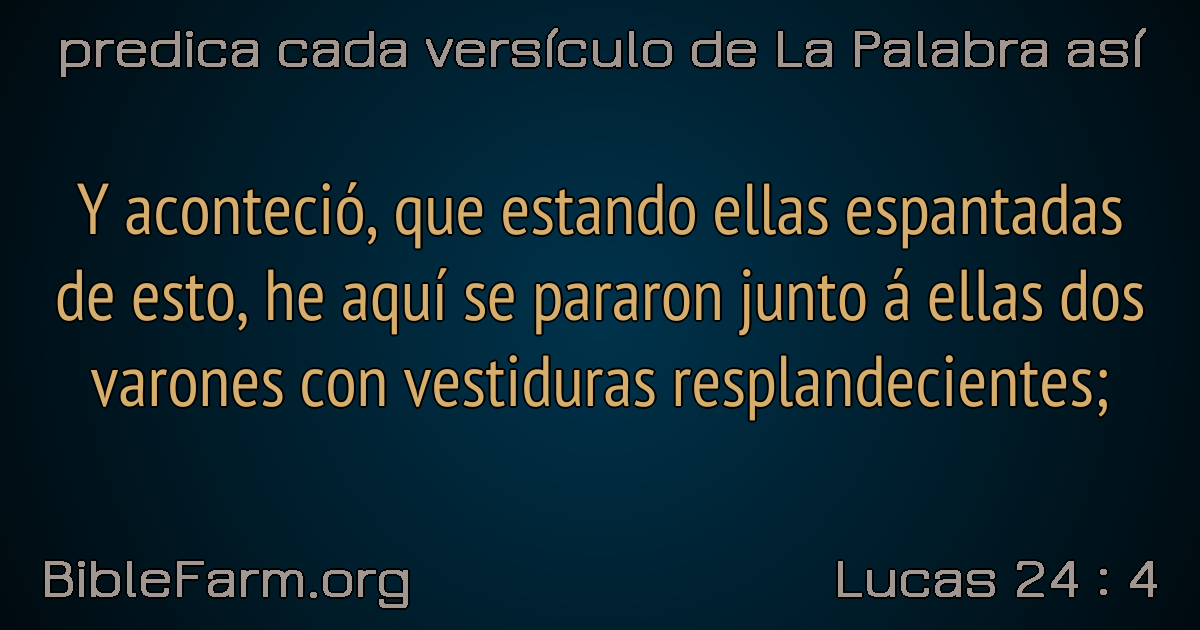 predica cada versículo de La Palabra así
Y aconteció, que estando ellas espantadas
de esto, he aquí se pararon junto á ellas dos
varones con vestiduras resplandecientes;
BibleFarm.org
Lucas 24 : 4